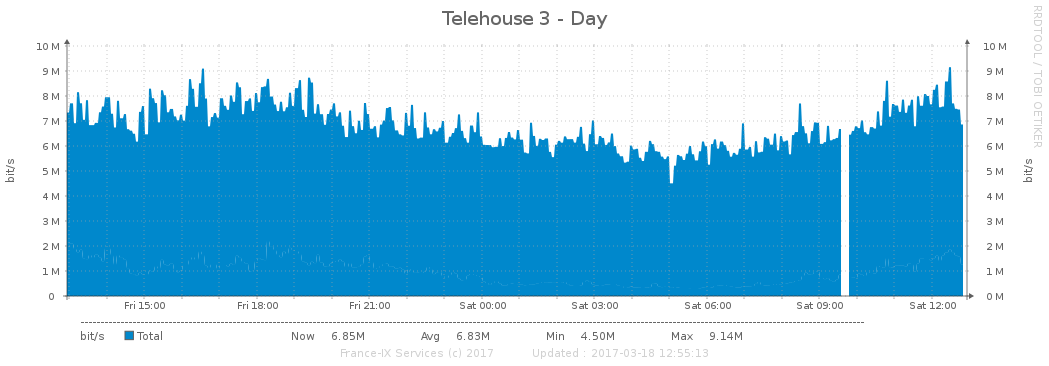 Telehouse 3 - Day
RRDTOOL / TOBI OETIKER
bit/s
bit/s
10 M 10 M
9 M 9 M
8 M 8 M
7 M 7 M
6 M 6 M
5 M 5 M
4 M 4 M
3 M 3 M
2 M 2 M
1 M 1 M
0 0 M
Fri 15:00 Fri 18:00 Fri 21:00 Sat 00:00 Sat 03:00 Sat 06:00 Sat 09:00 Sat 12:00
bit/s Total Now 6.85M Avg 6.83M Min 4.50M Max 9.14M
France-IX Services (c) 2017 Updated : 2017-03-18 12:55:13